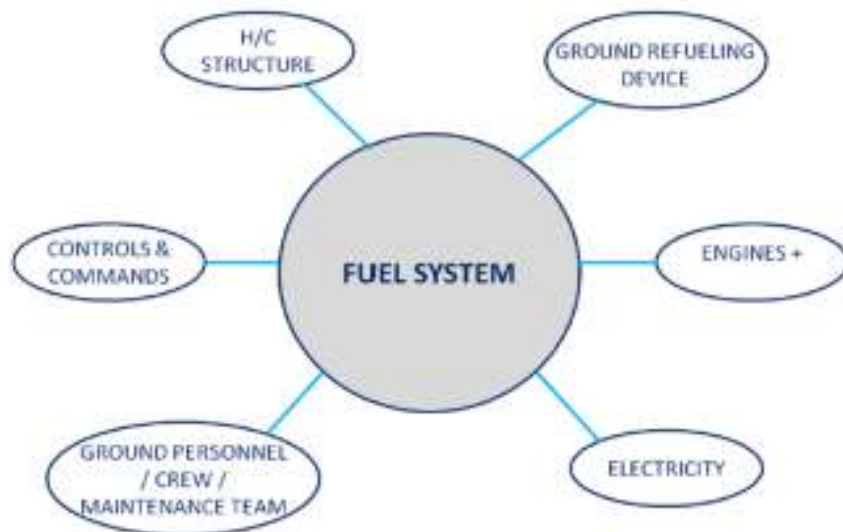 H/C
STRUCTURE
GROUND REFUELING
DEVICE
CONTROLS &
COMMANDS
FUEL SYSTEM
ENGINES +
GROUND PERSONNEL
/ CREW /
MAINTENANCE TEAM
ELECTRICITY